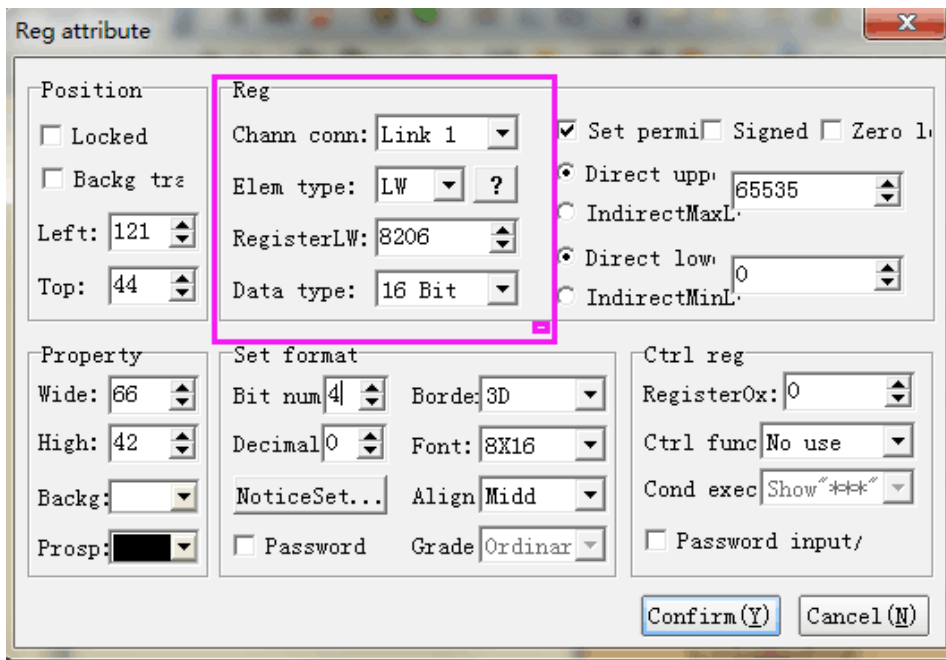 Reg attribute
Position
Locked
Backg tra
Left: 121
Top: 44
Reg
Chann conn: Link 1
Elem type: LW ?
RegisterLW: 8206
Data type: 16 Bit
Set permi Signed Zero l
Direct upp 65535
IndirectMaxL
Direct low 0
IndirectMinL
Property
Wide: 66
High: 42
Backg:
Prosp:
Set format
Bit num 4 Borde: 3D
Decimal 0 Font: 8X16
NoticeSet... Align Midd
Password Grade Ordinar
Ctrl reg
RegisterOx: 0
Ctrl func No use
Cond exec Show"***"
Password input/
Confirm(Y) Cancel(N)